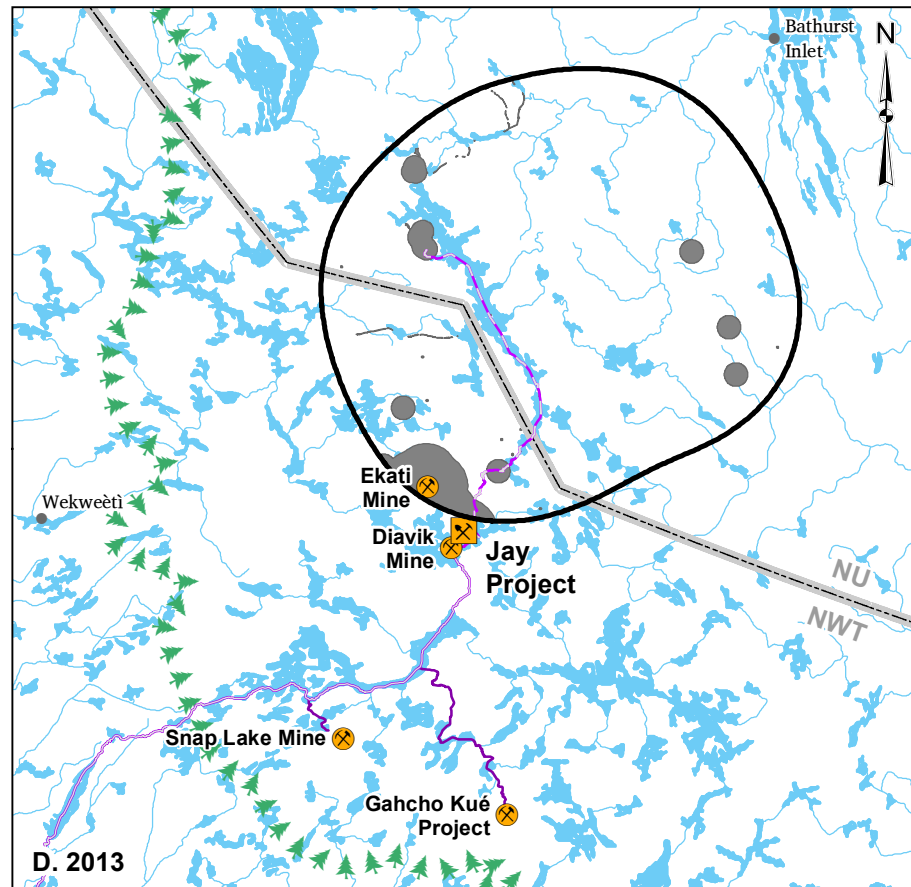 Bathurst
Inlet
N
Ekati
Mine
Wekweètì
Diavik
Mine
Jay
Project
NU
NWT
Snap Lake Mine
Gahcho Kué
Project
D. 2013